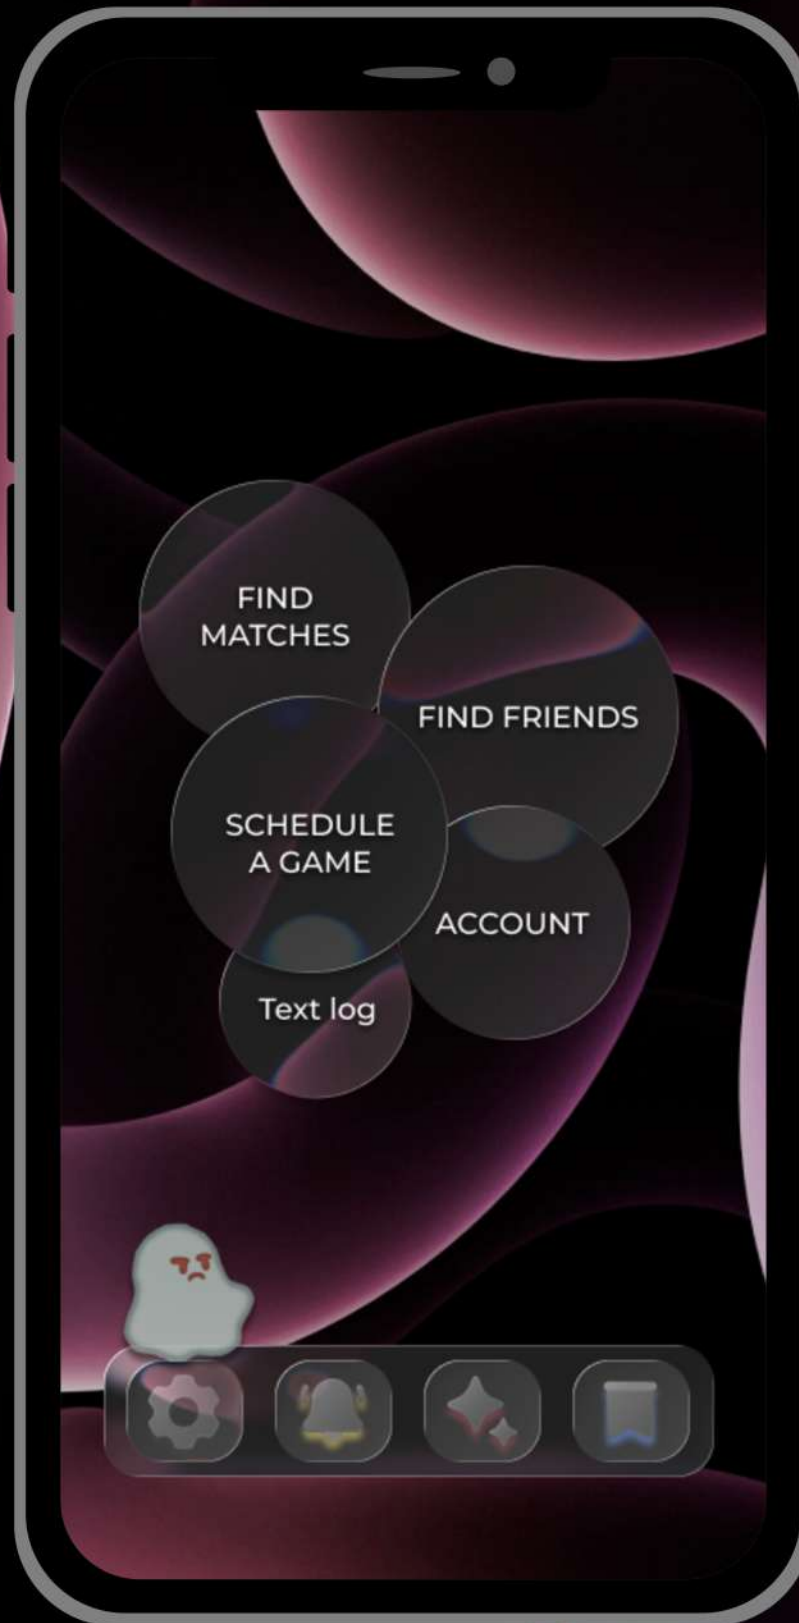 FIND
MATCHES
FIND FRIENDS
SCHEDULE
A GAME
ACCOUNT
Text log